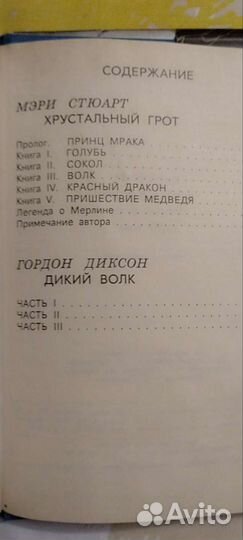 СОДЕРЖАНИЕ
МЭРИ СТЮАРТ
ХРУСТАЛЬНЫЙ ГРОТ
Пролог. ПРИНЦ МРАКА
Книга I. ГОЛУБЬ
Книга II. СОКОЛ
Книга III. ВОЛК
Книга IV. КРАСНЫЙ ДРАКОН
Книга V. ПРИШЕСТВИЕ МЕДВЕДЯ
Легенда о Мерлине
Примечание автора
ГОРДОН ДИКСОН
ДИКИЙ ВОЛК
ЧАСТЬ I
ЧАСТЬ II
ЧАСТЬ III
Avito